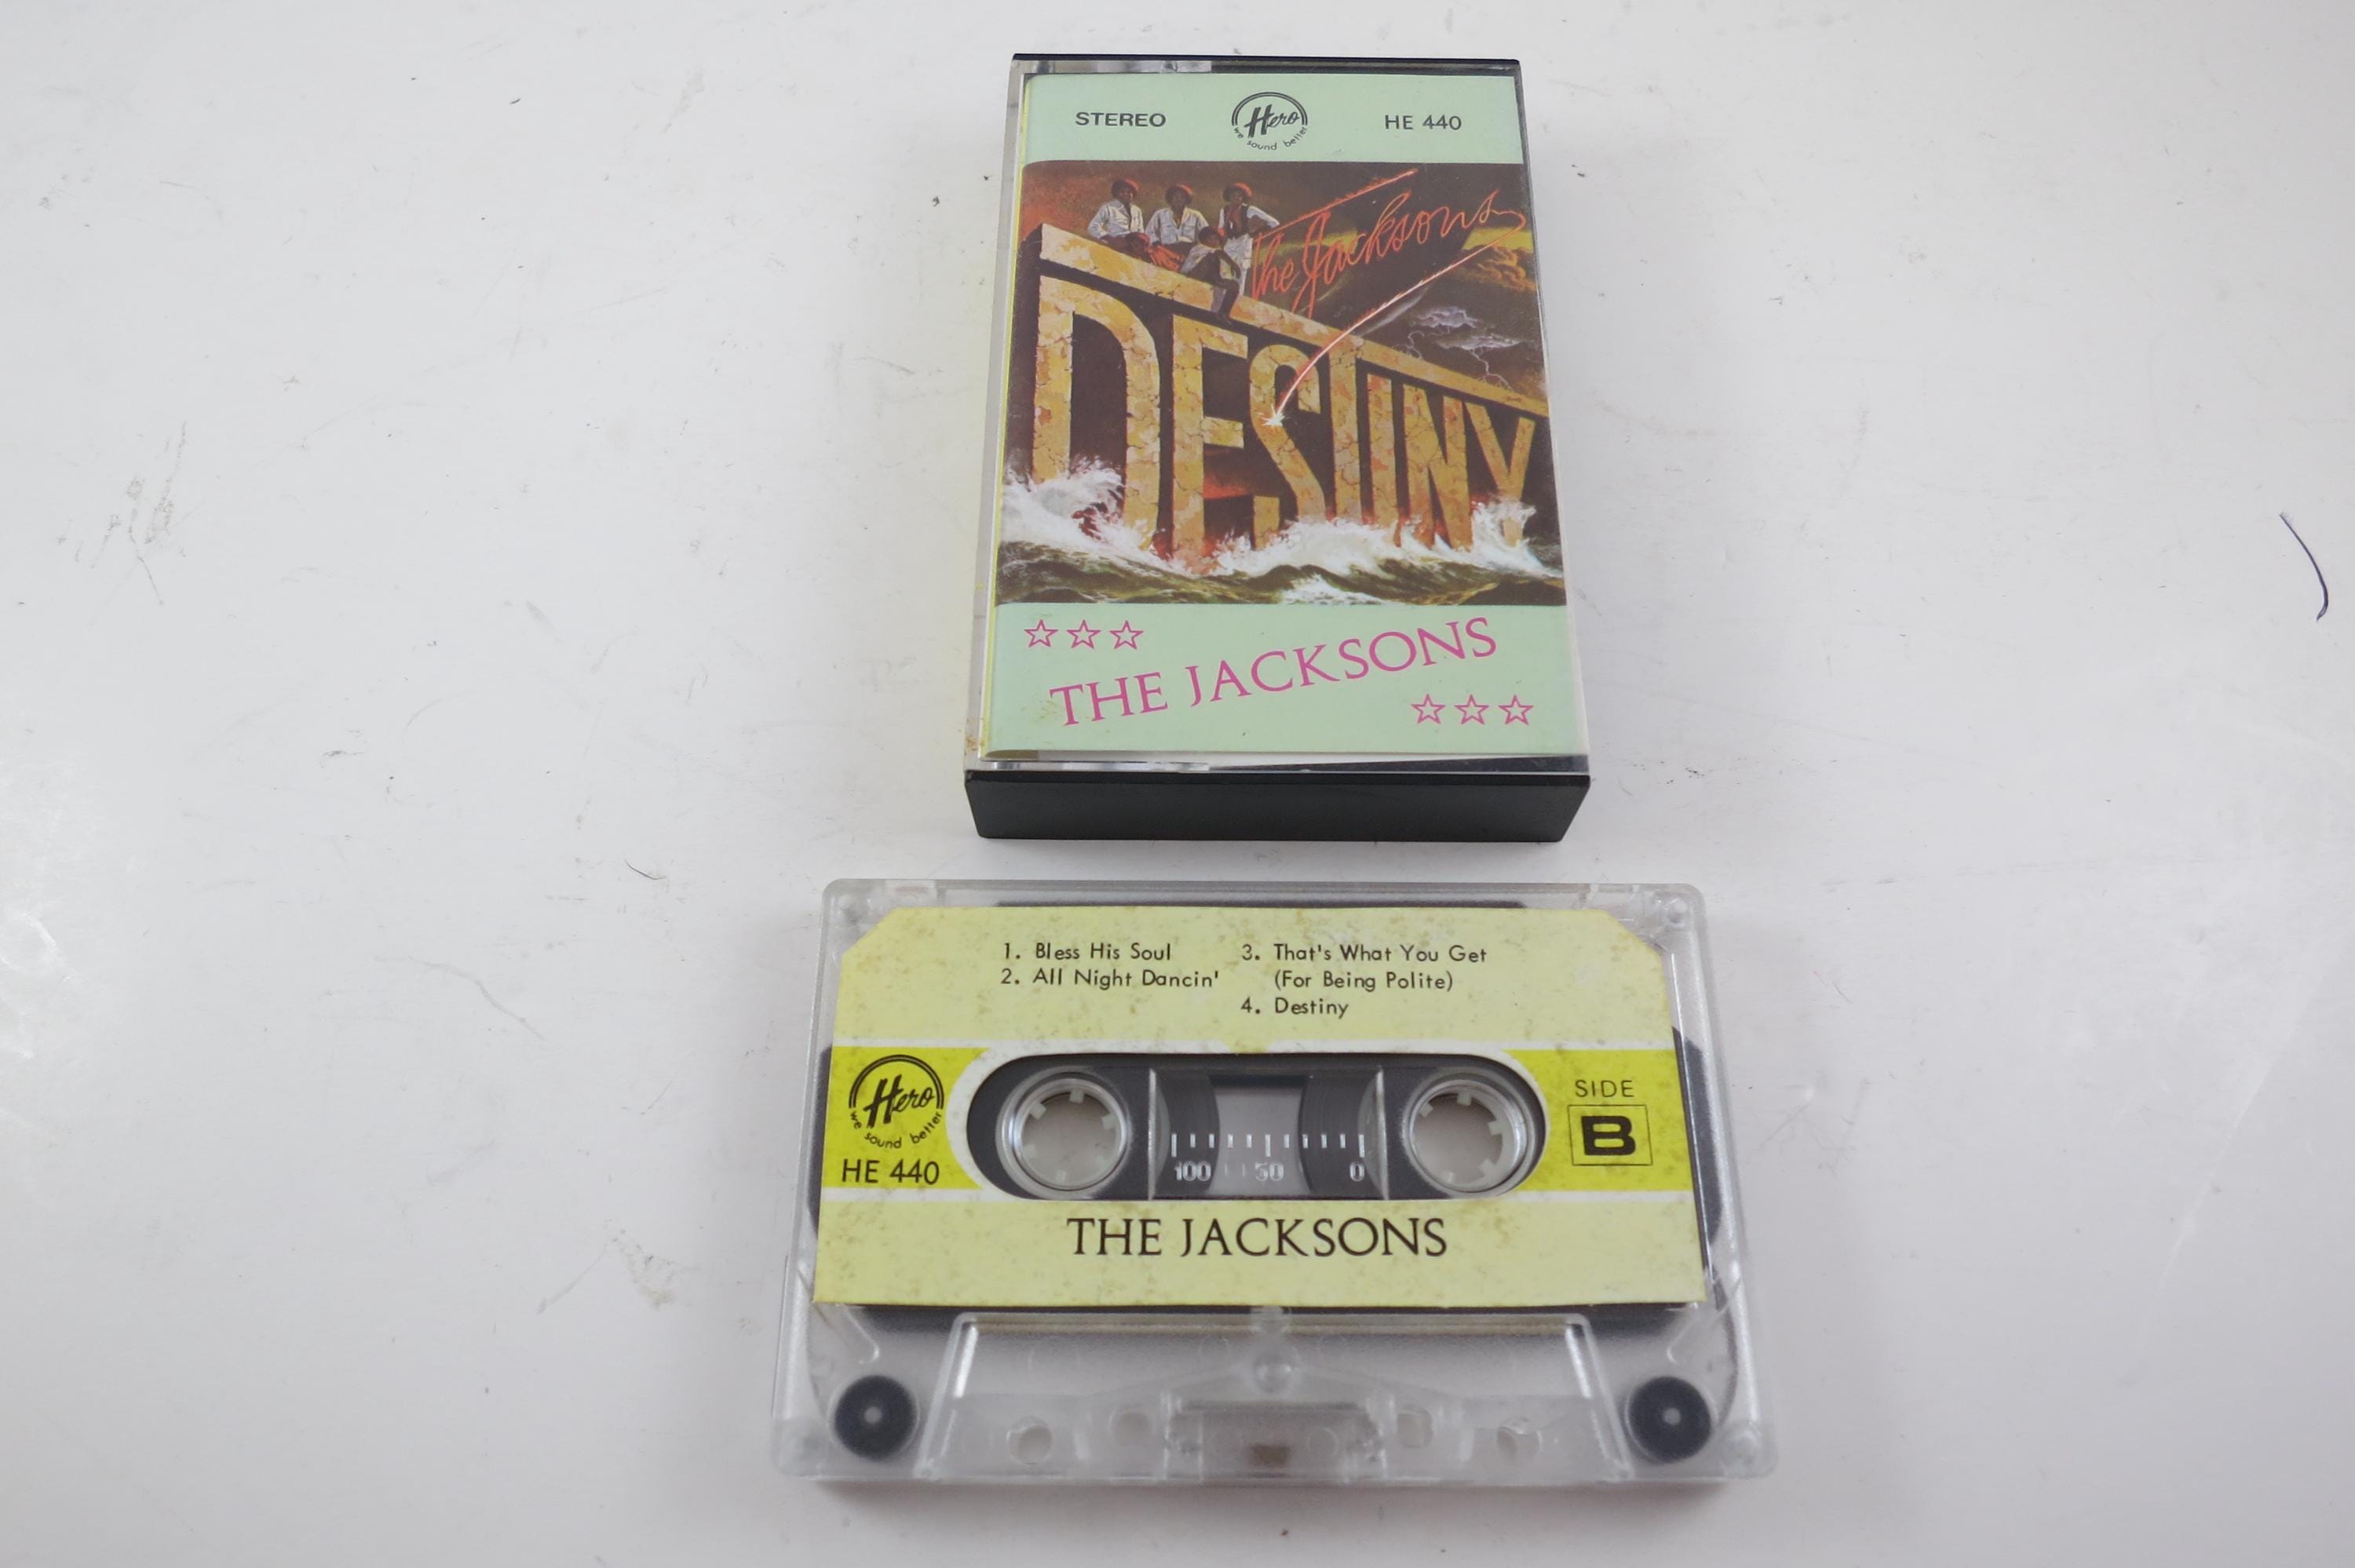 STEREO
Hero
we sound better
HE 440
The Jacksons
DESTINY
THE JACKSONS
1. Bless His Soul
2. All Night Dancin'
3. That's What You Get
(For Being Polite)
4. Destiny
Hero
we sound better
HE 440
100 50 0
SIDE
B
THE JACKSONS